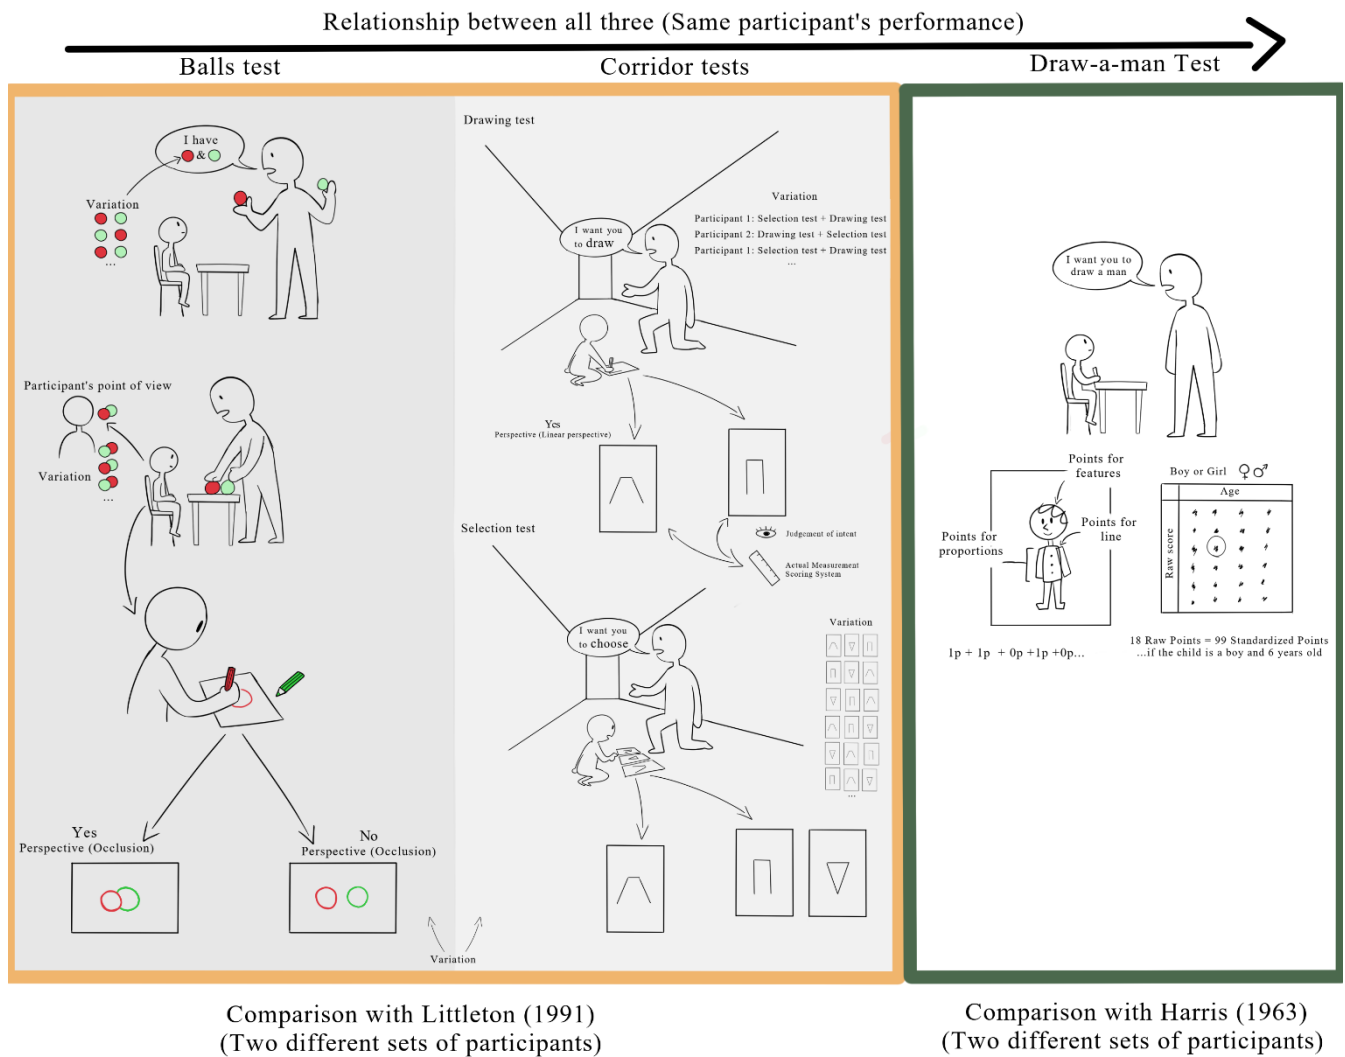 Relationship between all three (Same participant's performance)
Balls test
Corridor tests
Draw-a-man Test
I have
&
Variation
...
Participant's point of view
Variation
...
Yes
Perspective (Occlusion)
No
Perspective (Occlusion)
Variation
Drawing test
I want you
to draw
Variation
Participant 1: Selection test + Drawing test
Participant 2: Drawing test + Selection test
Participant 1: Selection test + Drawing test
...
Yes
Perspective (Linear perspective)
Judgement of intent
Actual Measurement
Scoring System
Selection test
I want you
to choose
Variation
...
I want you to
draw a man
Points for
features
Points for
proportions
Points for
line
1p + 1p + 0p +1p +0p...
Boy or Girl ♀♂
Age
Raw score
18 Raw Points = 99 Standardized Points
...if the child is a boy and 6 years old
Comparison with Littleton (1991)
(Two different sets of participants)
Comparison with Harris (1963)
(Two different sets of participants)